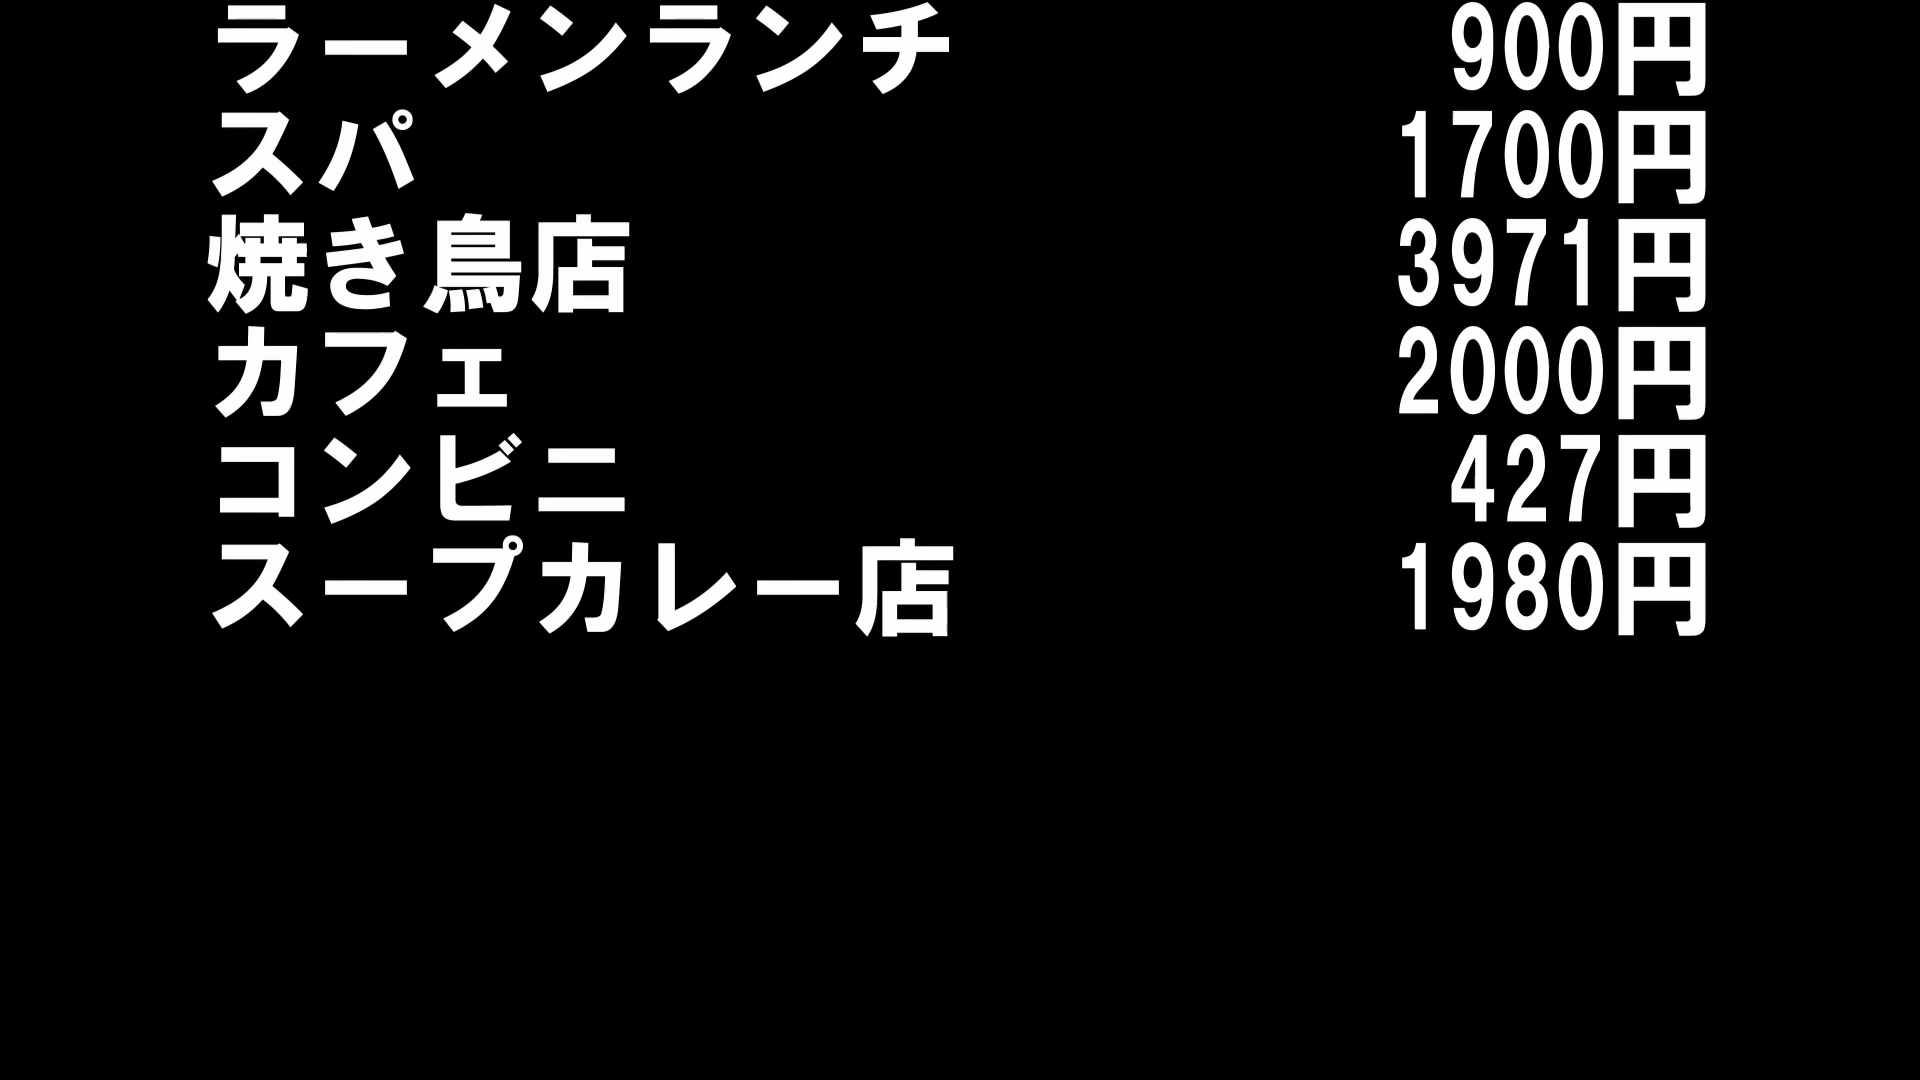 ラーメンランチ 900円
スパ 1700円
焼き鳥店 3971円
カフェ 2000円
コンビニ 427円
スープカレー店 1980円